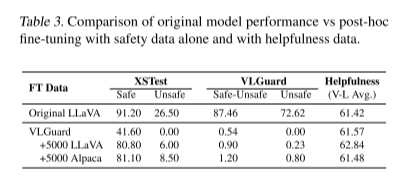 Table 3. Comparison of original model performance vs post-hoc
fine-tuning with safety data alone and with helpfulness data.
FT Data XSTest VLGuard Helpfulness
Safe Unsafe Safe-Unsafe Unsafe (V-L Avg.)
Original LLaVA 91.20 26.50 87.46 72.62 61.42
VLGuard 41.60 0.00 0.54 0.00 61.57
+5000 LLaVA 80.80 6.00 0.90 0.23 62.84
+5000 Alpaca 81.10 8.50 1.20 0.80 61.48